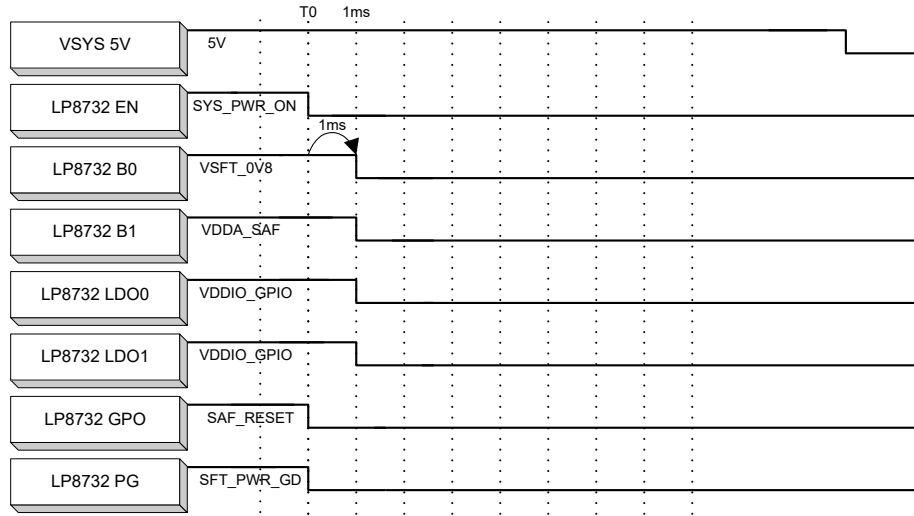 T0 1ms
VSYS 5V 5V
LP8732 EN SYS_PWR_ON
1ms
LP8732 B0 VSFT_0V8
LP8732 B1 VDDA_SAF
LP8732 LDO0 VDDIO_GPIO
LP8732 LDO1 VDDIO_GPIO
LP8732 GPO SAF_RESET
LP8732 PG SFT_PWR_GD